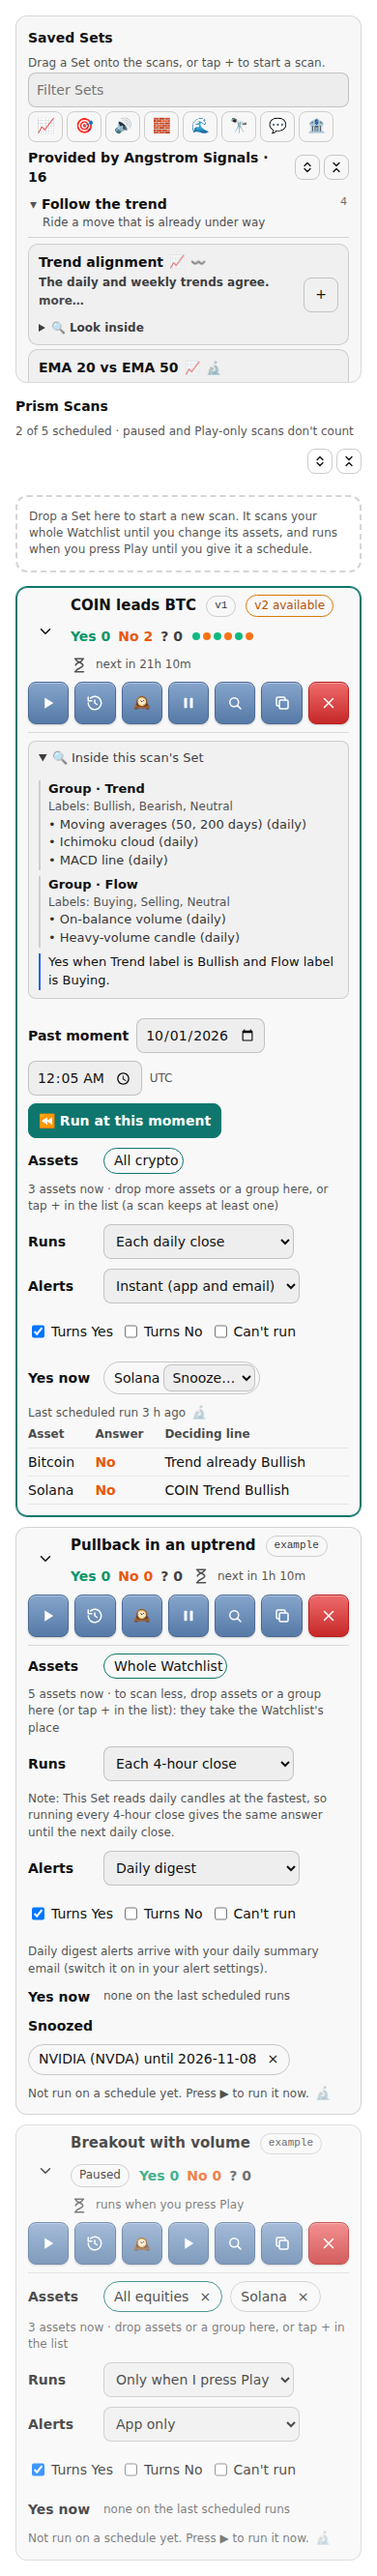 Saved Sets
Drag a Set onto the scans, or tap + to start a scan.
Filter Sets
Provided by Angstrom Signals ·
16
▾ Follow the trend 4
Ride a move that is already under way
Trend alignment
The daily and weekly trends agree.
more…
+
▶ Look inside
EMA 20 vs EMA 50
Prism Scans
2 of 5 scheduled · paused and Play-only scans don't count
Drop a Set here to start a new scan. It scans your
whole Watchlist until you change its assets, and runs
when you press Play until you give it a schedule.
COIN leads BTC v1 v2 available
Yes 0 No 2 ? 0
next in 21h 10m
▼ Inside this scan's Set
Group · Trend
Labels: Bullish, Bearish, Neutral
• Moving averages (50, 200 days) (daily)
• Ichimoku cloud (daily)
• MACD line (daily)
Group · Flow
Labels: Buying, Selling, Neutral
• On-balance volume (daily)
• Heavy-volume candle (daily)
Yes when Trend label is Bullish and Flow label
is Buying.
Past moment 10/01/2026
12:05 AM UTC
Run at this moment
Assets All crypto
3 assets now · drop more assets or a group here, or
tap + in the list (a scan keeps at least one)
Runs Each daily close
Alerts Instant (app and email)
Turns Yes Turns No Can't run
Yes now Solana Snooze…
Last scheduled run 3 h ago
Asset Answer Deciding line
Bitcoin No Trend already Bullish
Solana No COIN Trend Bullish
Pullback in an uptrend example
Yes 0 No 0 ? 0 next in 1h 10m
Assets Whole Watchlist
5 assets now · to scan less, drop assets or a group
here (or tap + in the list): they take the Watchlist's
place
Runs Each 4-hour close
Note: This Set reads daily candles at the fastest, so
running every 4-hour close gives the same answer
until the next daily close.
Alerts Daily digest
Turns Yes Turns No Can't run
Daily digest alerts arrive with your daily summary
email (switch it on in your alert settings).
Yes now none on the last scheduled runs
Snoozed
NVIDIA (NVDA) until 2026-11-08 ×
Not run on a schedule yet. Press ▶ to run it now.
Breakout with volume example
Paused Yes 0 No 0 ? 0
runs when you press Play
Assets All equities × Solana ×
3 assets now · drop assets or a group here, or tap + in
the list
Runs Only when I press Play
Alerts App only
Turns Yes Turns No Can't run
Yes now none on the last scheduled runs
Not run on a schedule yet. Press ▶ to run it now.